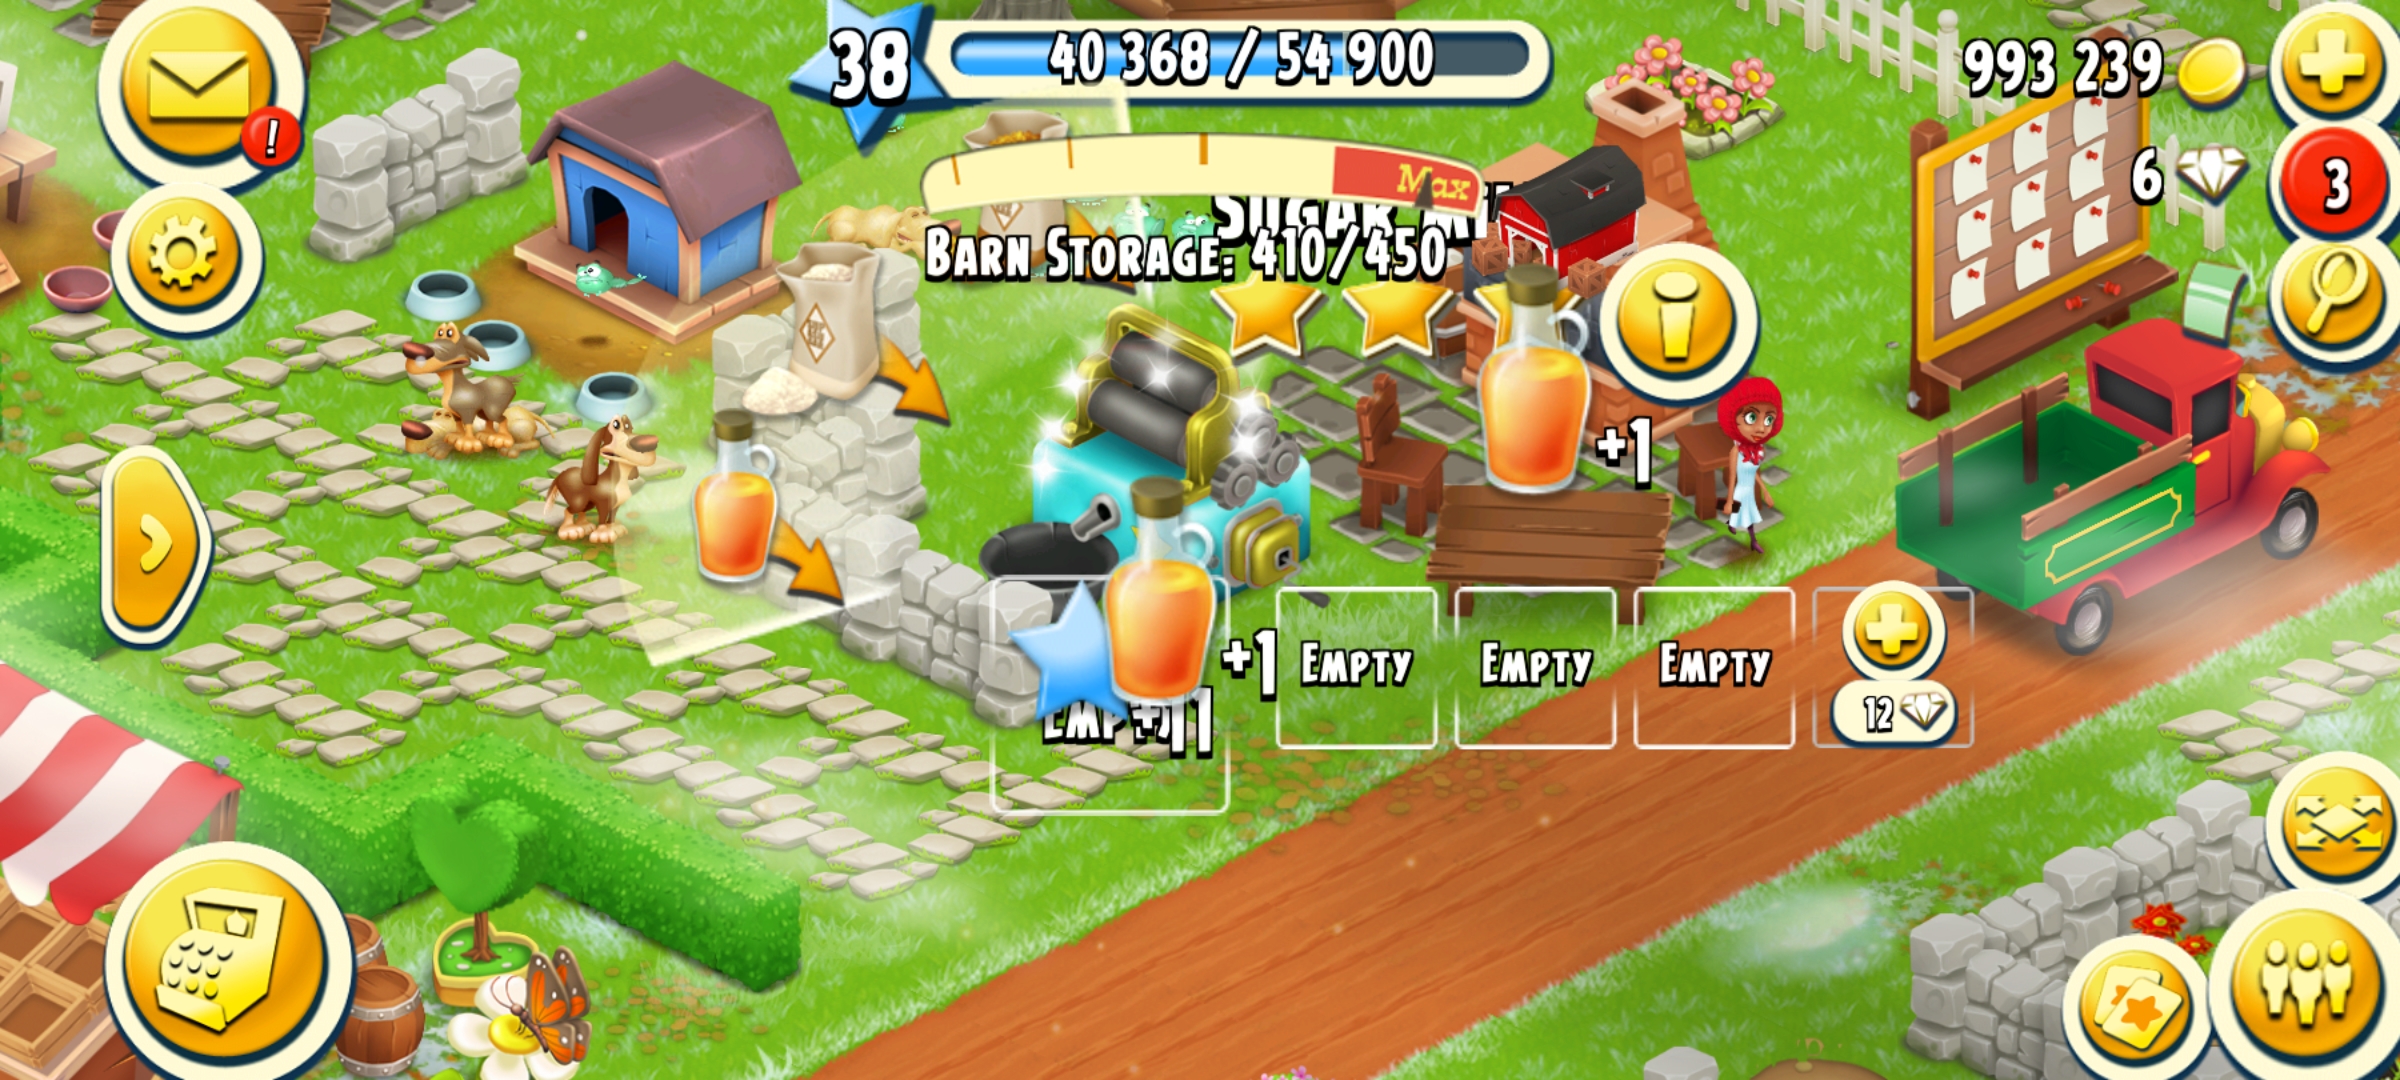 38
40 368 / 54 900
993 239
!
Max
6
3
SUGAR
BARN STORAGE: 410/450
+1
+1
EMPTY
EMPTY
EMPTY
12